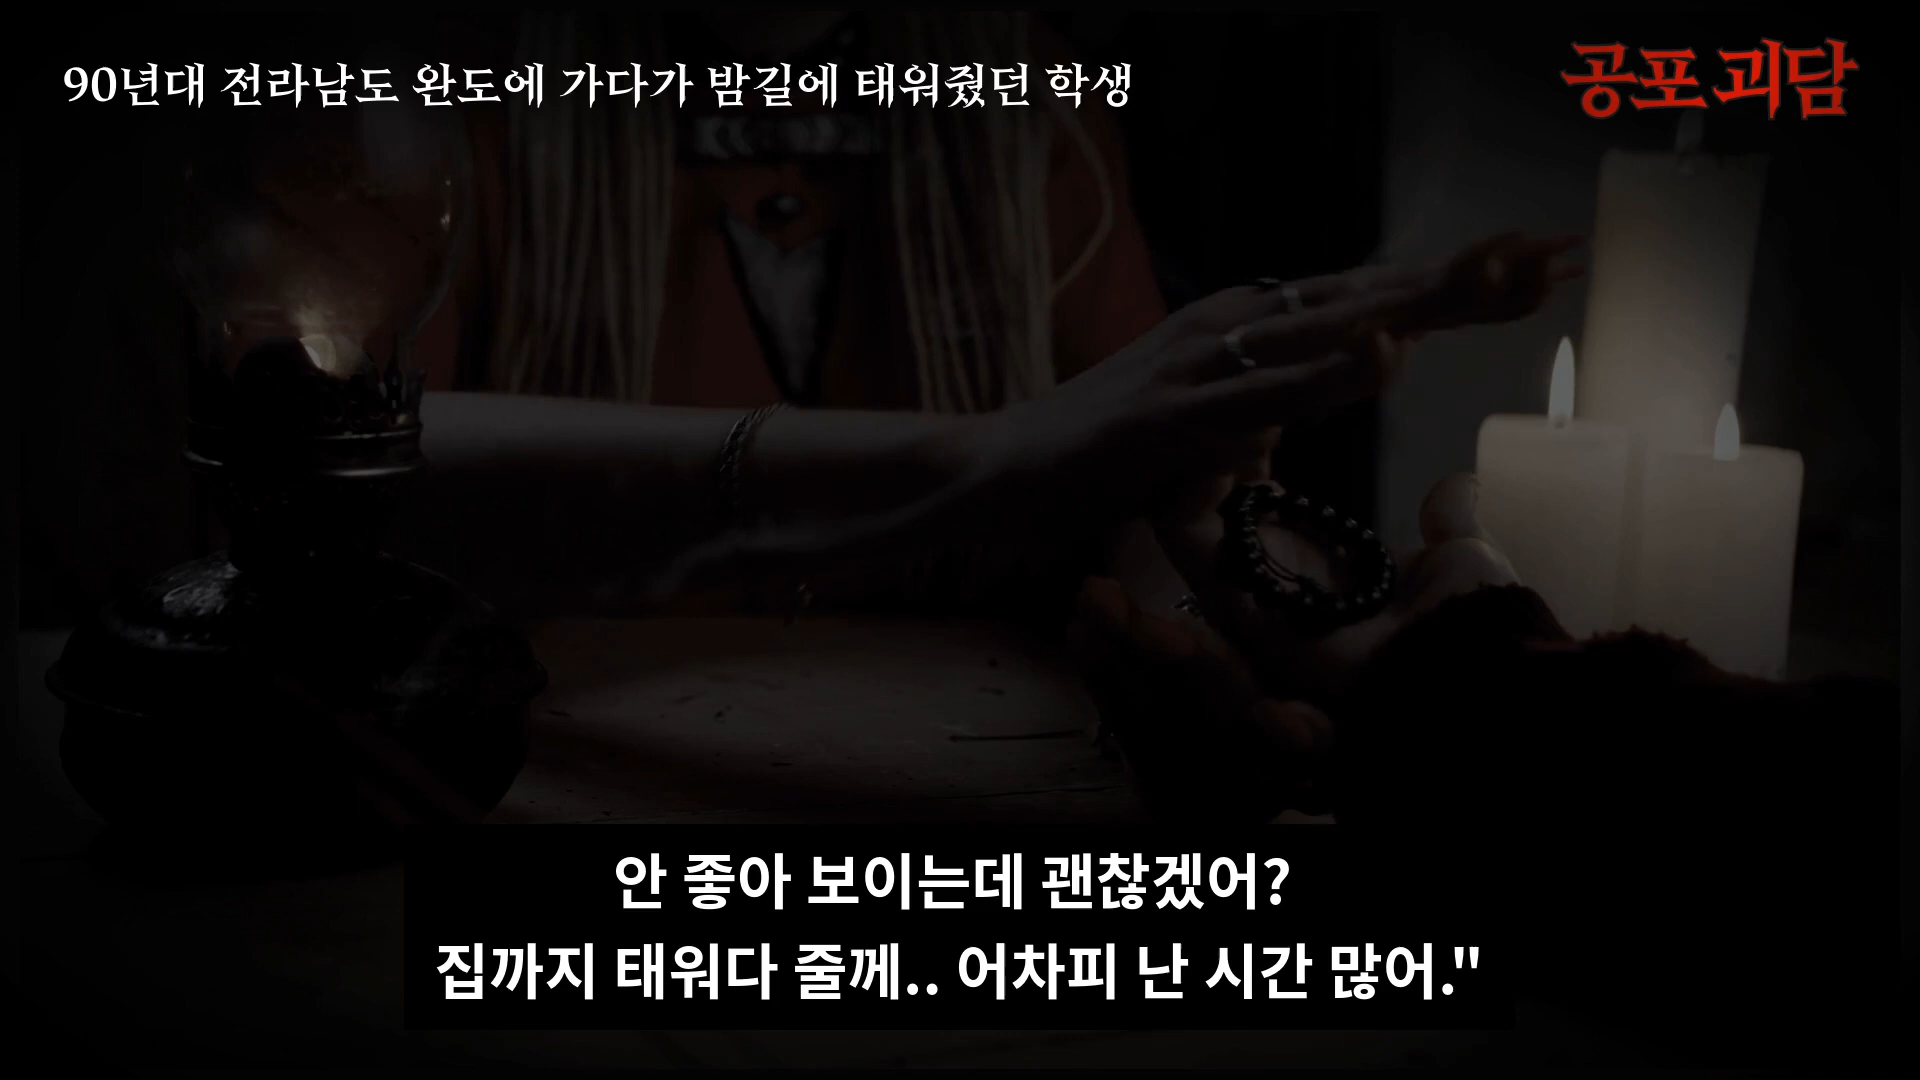 90년대 전라남도 완도에 가다가 밤길에 태워줬던 학생
공포 괴담
안 좋아 보이는데 괜찮겠어?
집까지 태워다 줄께.. 어차피 난 시간 많어."